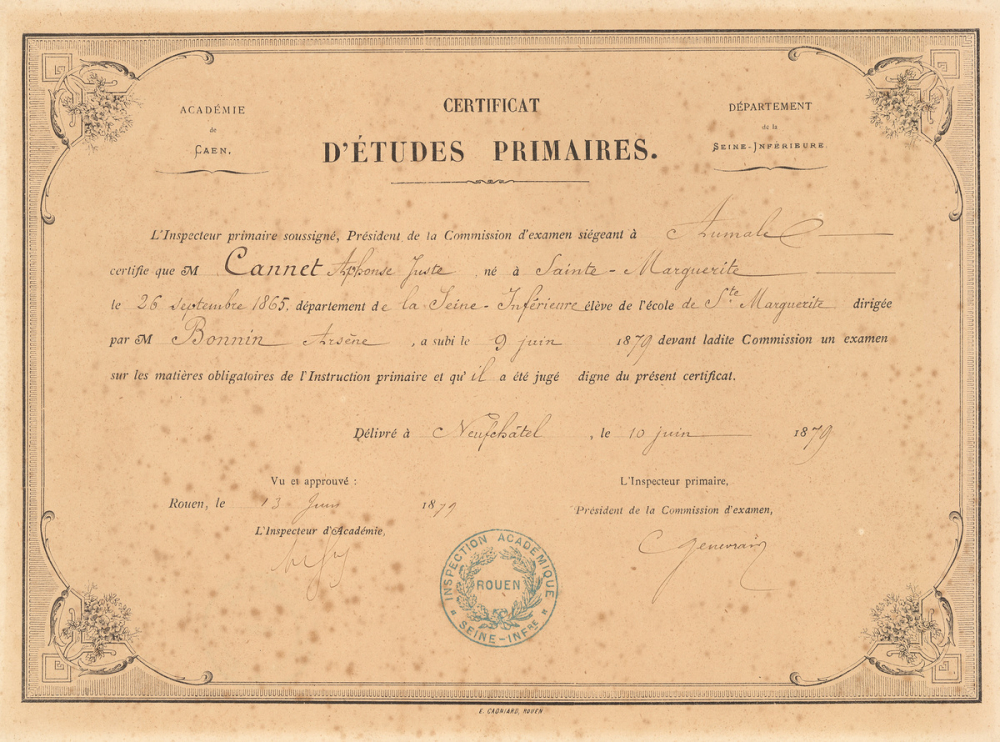 ACADÉMIE
de
CAEN.
CERTIFICAT
D'ÉTUDES PRIMAIRES.
DÉPARTEMENT
de la
SEINE-INFÉRIEURE.
L'Inspecteur primaire soussigné, Président de la Commission d'examen siégeant à Aumale
certifie que M Cannet Alphonse Juste né à Sainte-Marguerite
le 26 septembre 1865, département de la Seine-Inférieure élève de l'école de Ste Marguerite dirigée
par M Bonnin Arsène, a subi le 9 juin 1879 devant ladite Commission un examen
sur les matières obligatoires de l'Instruction primaire et qu'il a été jugé digne du présent certificat.
Délivré à Neufchâtel, le 10 juin 1879
Vu et approuvé :
Rouen, le 13 Juin 1879
L'Inspecteur d'Académie,
L'Inspecteur primaire,
Président de la Commission d'examen,
INSPECTION ACADÉMIQUE
ROUEN
SEINE-INFRE
E. CAGNIARD, ROUEN